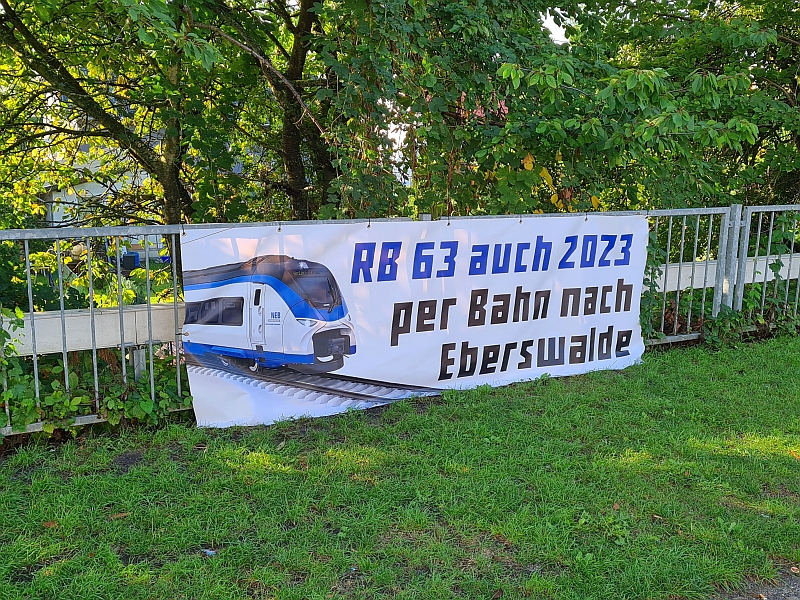 RB 63 auch 2023
per Bahn nach
Eberswalde
NEB